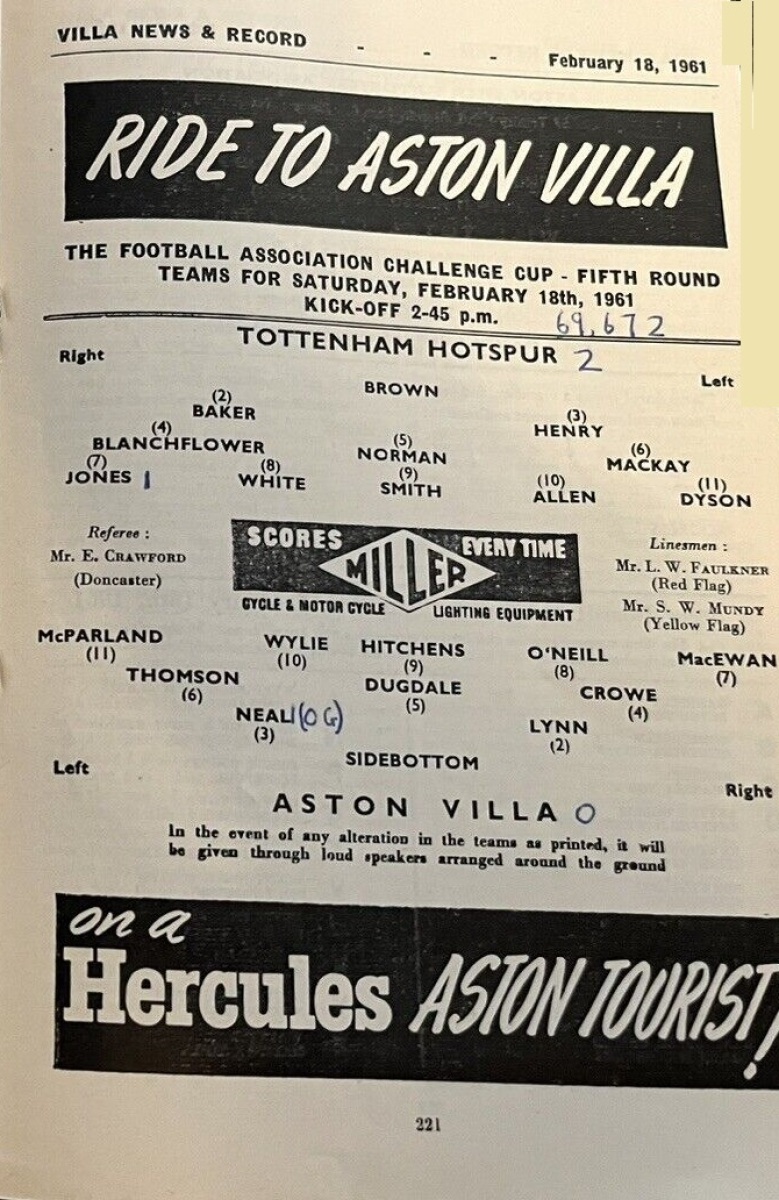 VILLA NEWS & RECORD - - - February 18, 1961
RIDE TO ASTON VILLA
THE FOOTBALL ASSOCIATION CHALLENGE CUP - FIFTH ROUND
TEAMS FOR SATURDAY, FEBRUARY 18th, 1961
KICK-OFF 2-45 p.m. 69,672
TOTTENHAM HOTSPUR 2
Right Left
BROWN
(2) (3)
BAKER HENRY
(4) (5) (6)
BLANCHFLOWER NORMAN MACKAY
(7) (8) (9) (10) (11)
JONES 1 WHITE SMITH ALLEN DYSON
Referee :
Mr. E. CRAWFORD
(Doncaster)
SCORES MILLER EVERY TIME
CYCLE & MOTOR CYCLE LIGHTING EQUIPMENT
Linesmen :
Mr. L. W. FAULKNER
(Red Flag)
Mr. S. W. MUNDY
(Yellow Flag)
McPARLAND WYLIE HITCHENS O'NEILL MacEWAN
(11) (10) (9) (8) (7)
THOMSON DUGDALE CROWE
(6) (5) (4)
NEAL 1(OG) LYNN
(3) (2)
SIDEBOTTOM
Left Right
ASTON VILLA 0
In the event of any alteration in the teams as printed, it will
be given through loud speakers arranged around the ground
on a
Hercules ASTON TOURIST!
221